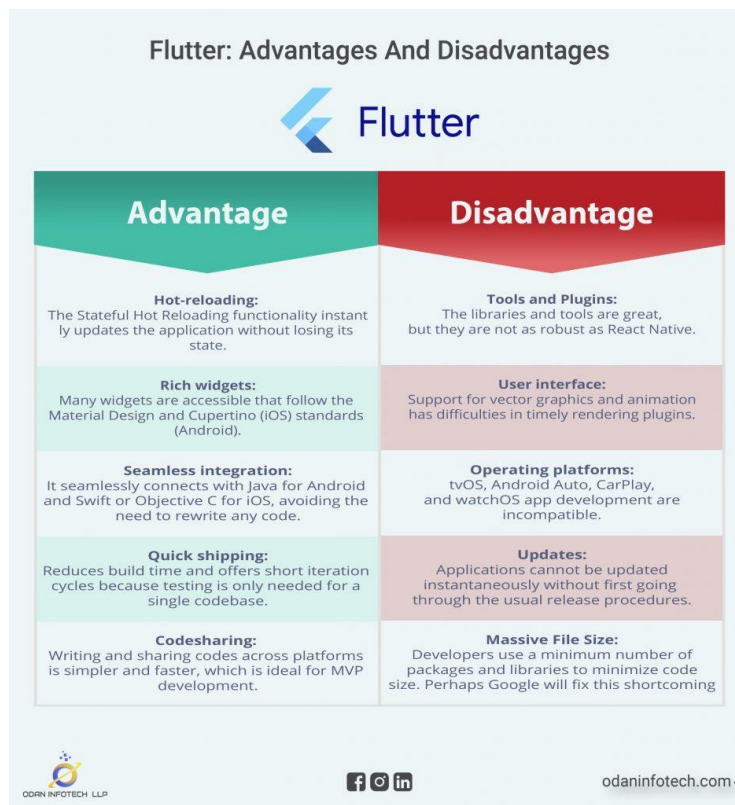 Flutter: Advantages And Disadvantages
Flutter
Advantage
Disadvantage
Hot-reloading:
The Stateful Hot Reloading functionality instant
ly updates the application without losing its
state.
Tools and Plugins:
The libraries and tools are great,
but they are not as robust as React Native.
Rich widgets:
Many widgets are accessible that follow the
Material Design and Cupertino (iOS) standards
(Android).
User interface:
Support for vector graphics and animation
has difficulties in timely rendering plugins.
Seamless integration:
It seamlessly connects with Java for Android
and Swift or Objective C for iOS, avoiding the
need to rewrite any code.
Operating platforms:
tvOS, Android Auto, CarPlay,
and watchOS app development are
incompatible.
Quick shipping:
Reduces build time and offers short iteration
cycles because testing is only needed for a
single codebase.
Updates:
Applications cannot be updated
instantaneously without first going
through the usual release procedures.
Codesharing:
Writing and sharing codes across platforms
is simpler and faster, which is ideal for MVP
development.
Massive File Size:
Developers use a minimum number of
packages and libraries to minimize code
size. Perhaps Google will fix this shortcoming
ODAN INFOTECH LLP
odaninfotech.com